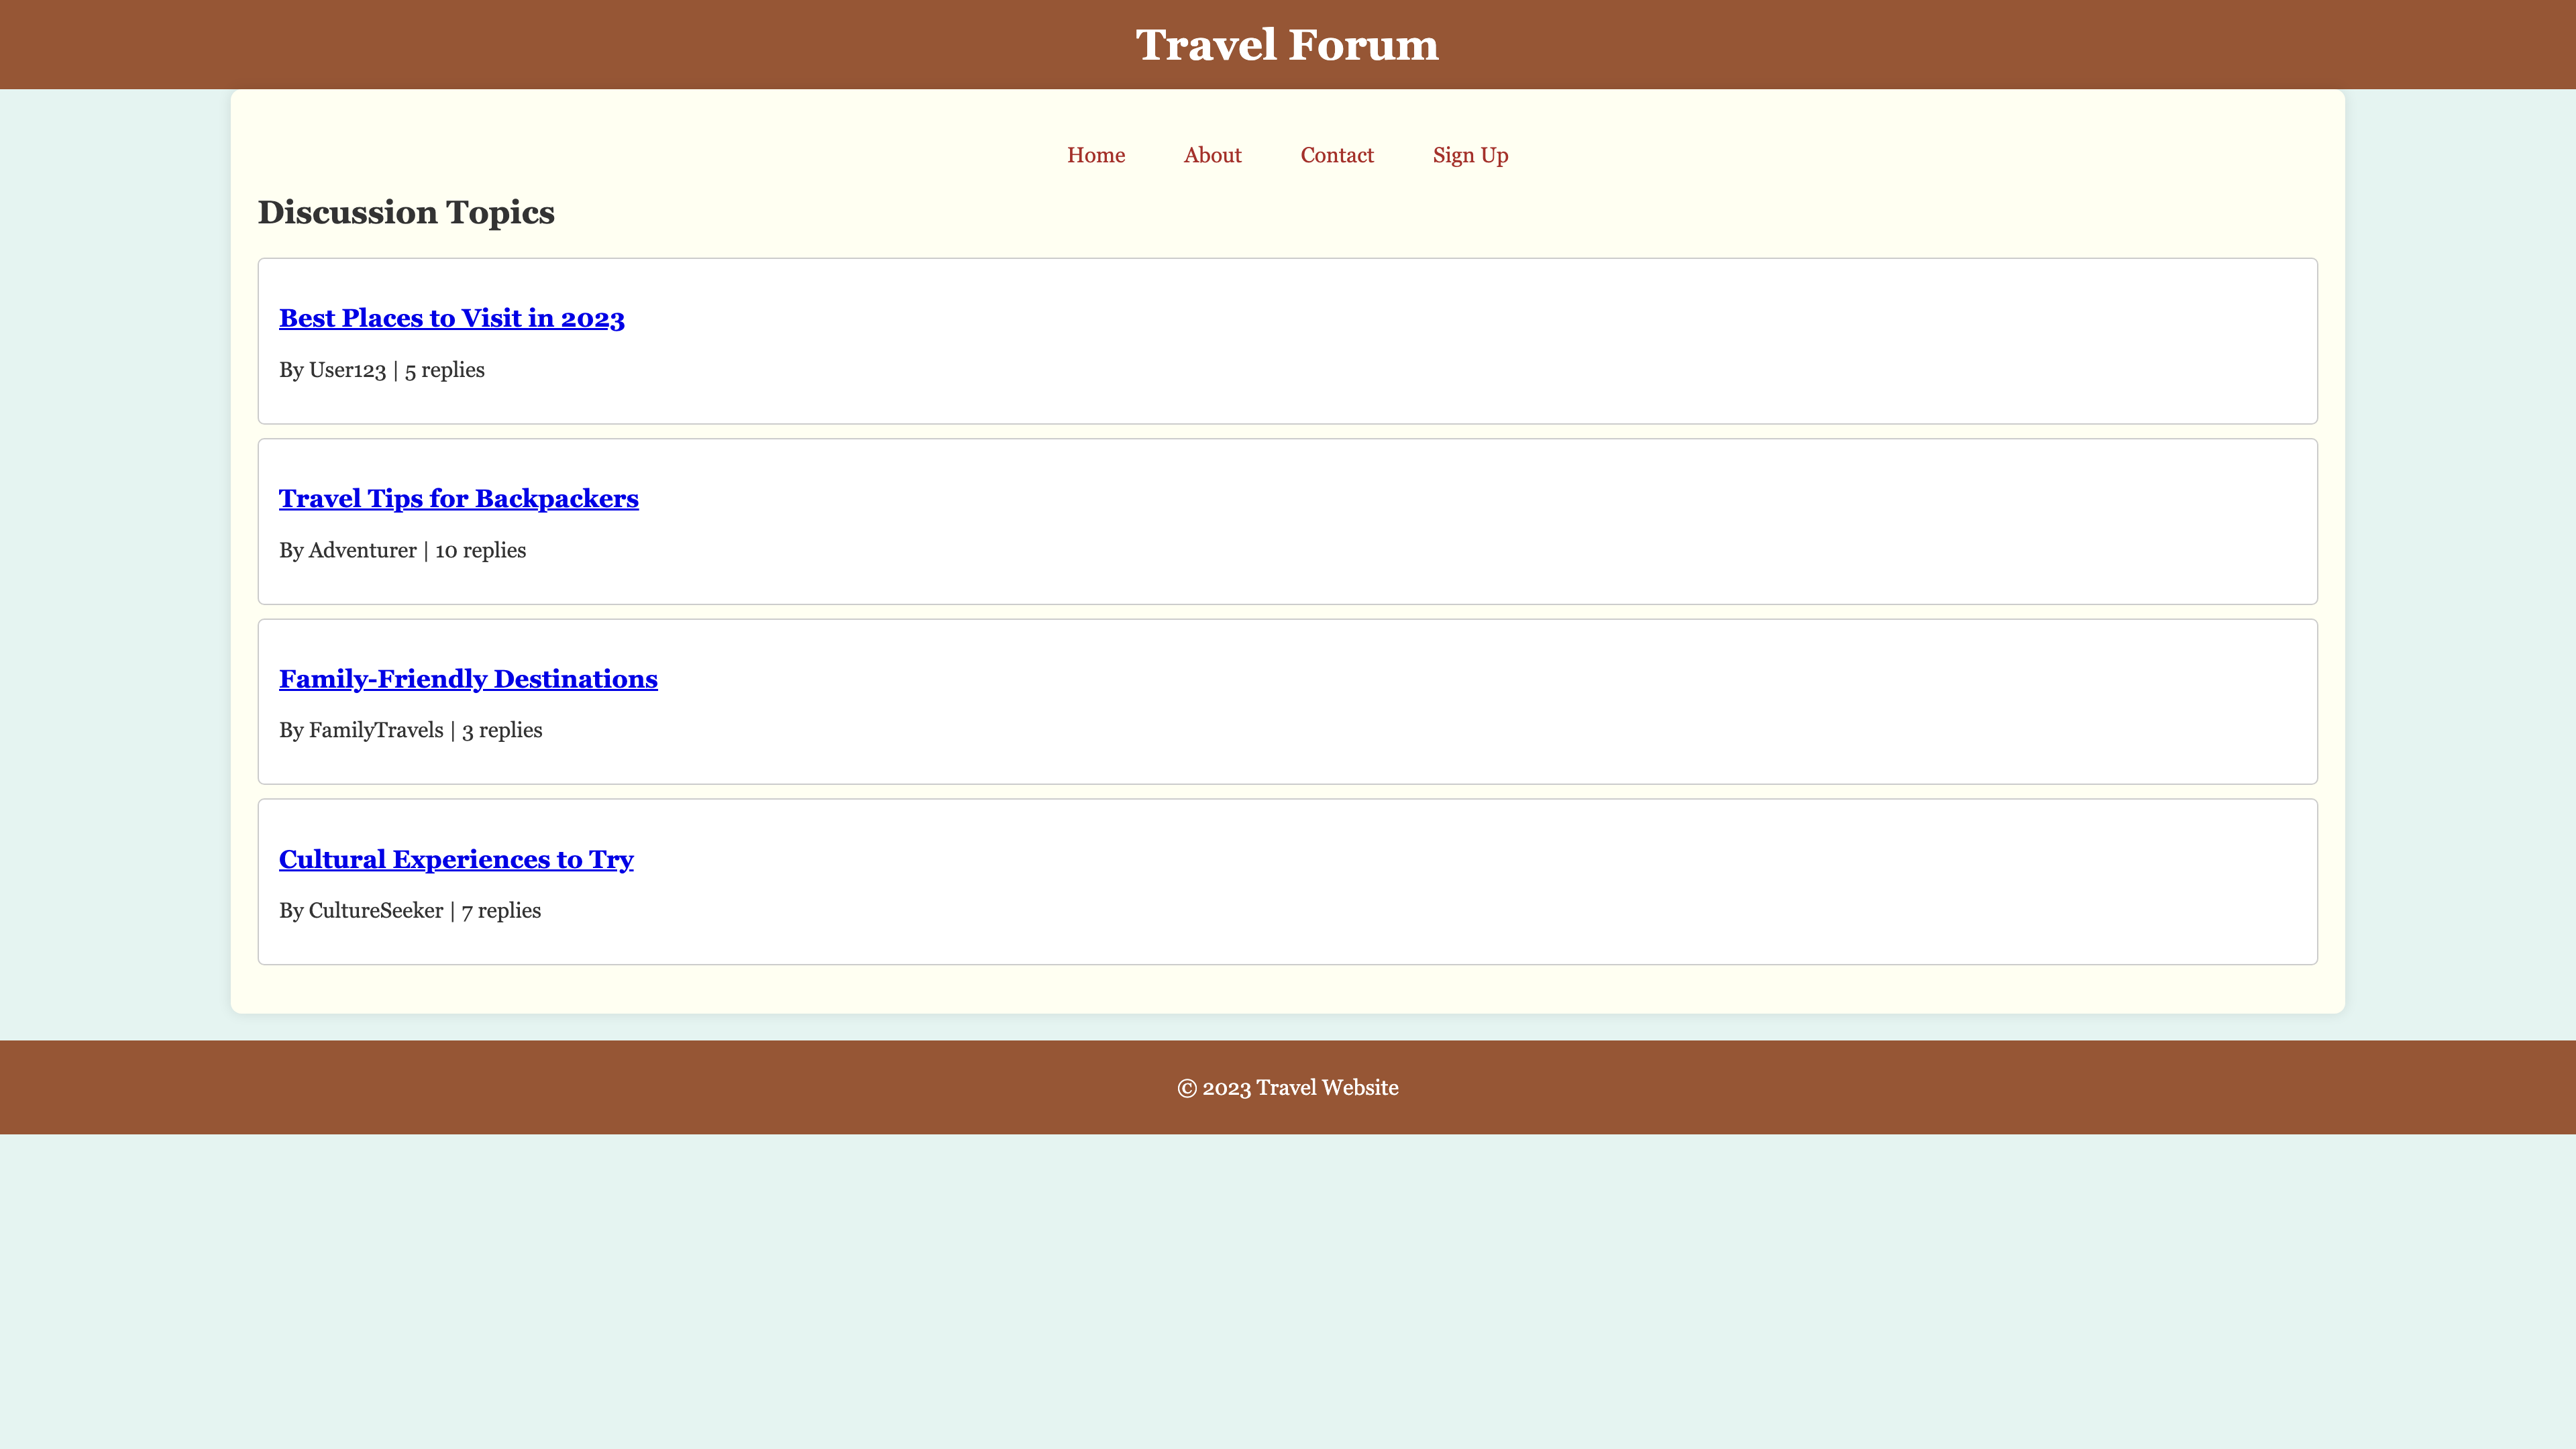 Travel Forum
Home About Contact Sign Up
Discussion Topics
Best Places to Visit in 2023
By User123 | 5 replies
Travel Tips for Backpackers
By Adventurer | 10 replies
Family-Friendly Destinations
By FamilyTravels | 3 replies
Cultural Experiences to Try
By CultureSeeker | 7 replies
© 2023 Travel Website